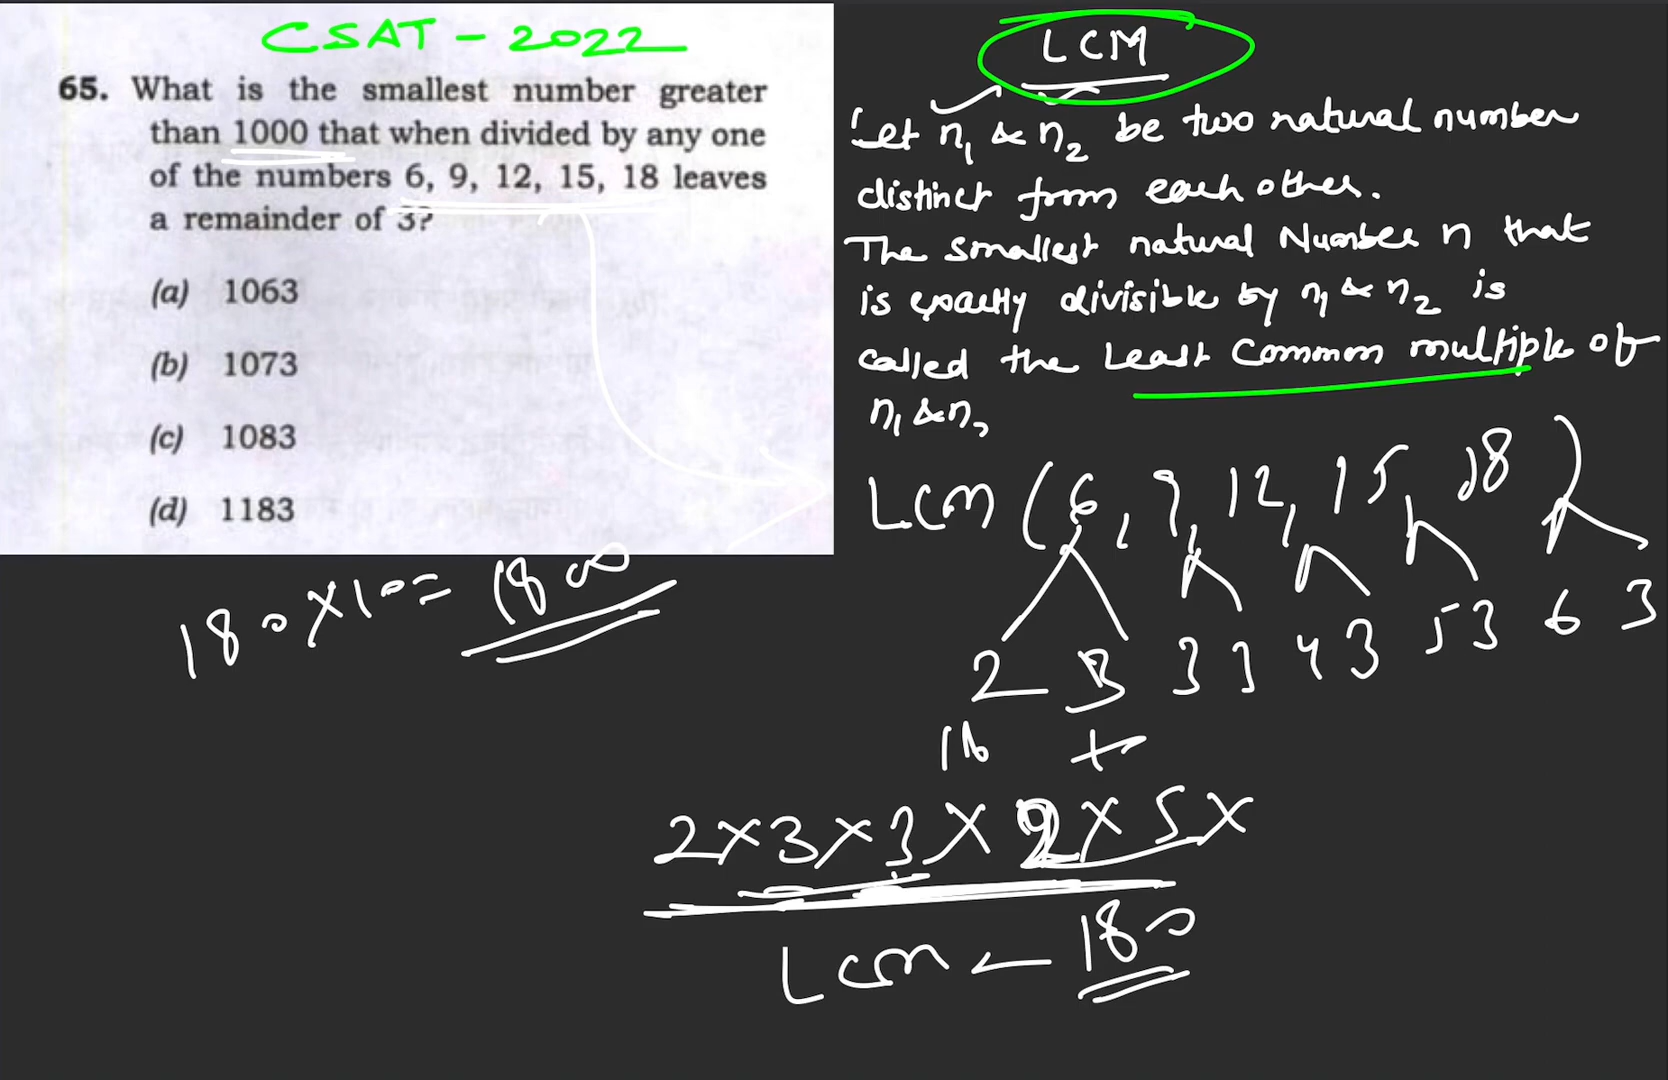 CSAT - 2022
65. What is the smallest number greater
than 1000 that when divided by any one
of the numbers 6, 9, 12, 15, 18 leaves
a remainder of 3?
(a) 1063
(b) 1073
(c) 1083
(d) 1183
180 × 10 = 1800
LCM
Let n₁ & n₂ be two natural number
distinct from each other.
The smallest natural Number n that
is exactly divisible by n₁ & n₂ is
called the Least Common multiple of
n₁ & n₂
LCM (6, 9, 12, 15, 18)
2 3 3 3 4 3 5 3 6 3
2 × 3 × 3 × 2 × 5 ×
LCM = 180